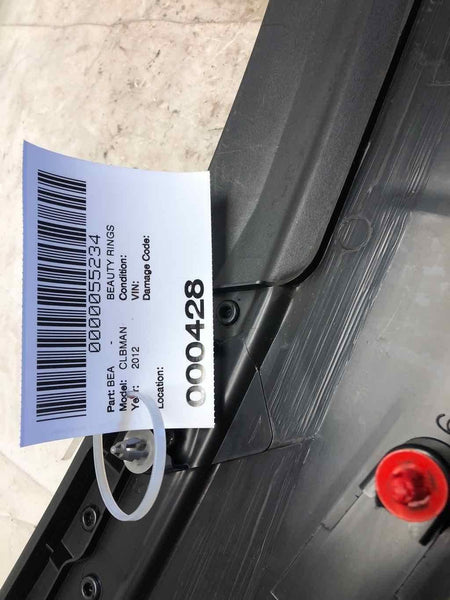 0000055234
Part: BEA - BEAUTY RINGS
Model: CLBMAN Condition:
Year: 2012 VIN:
Damage Code:
Location:
000428